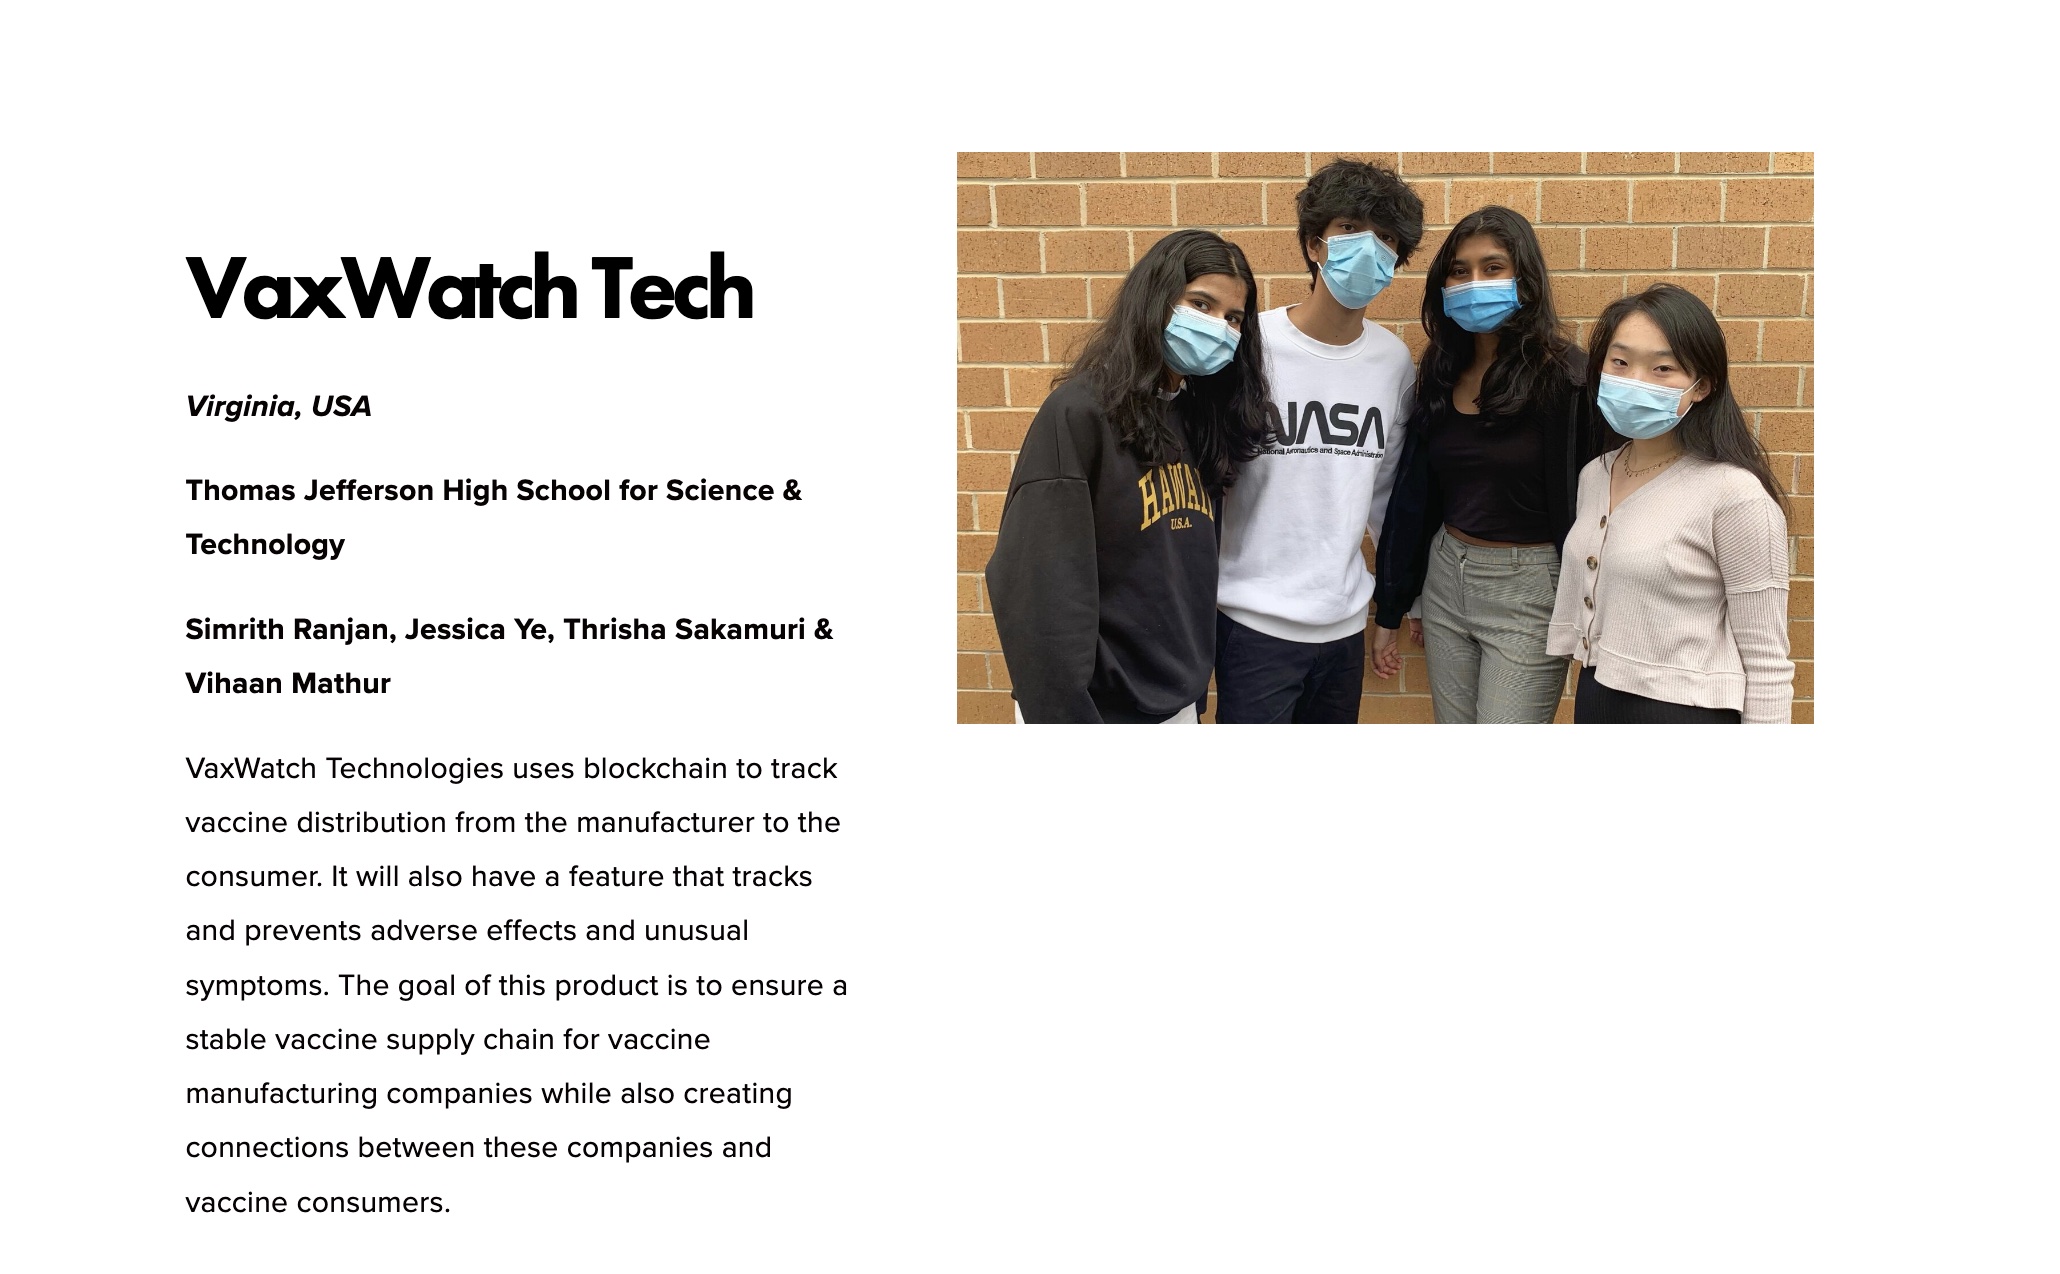 VaxWatch Tech
Virginia, USA
Thomas Jefferson High School for Science &
Technology
Simrith Ranjan, Jessica Ye, Thrisha Sakamuri &
Vihaan Mathur
VaxWatch Technologies uses blockchain to track
vaccine distribution from the manufacturer to the
consumer. It will also have a feature that tracks
and prevents adverse effects and unusual
symptoms. The goal of this product is to ensure a
stable vaccine supply chain for vaccine
manufacturing companies while also creating
connections between these companies and
vaccine consumers.
HAWAII
U.S.A.
NASA
National Aeronautics and Space Administration